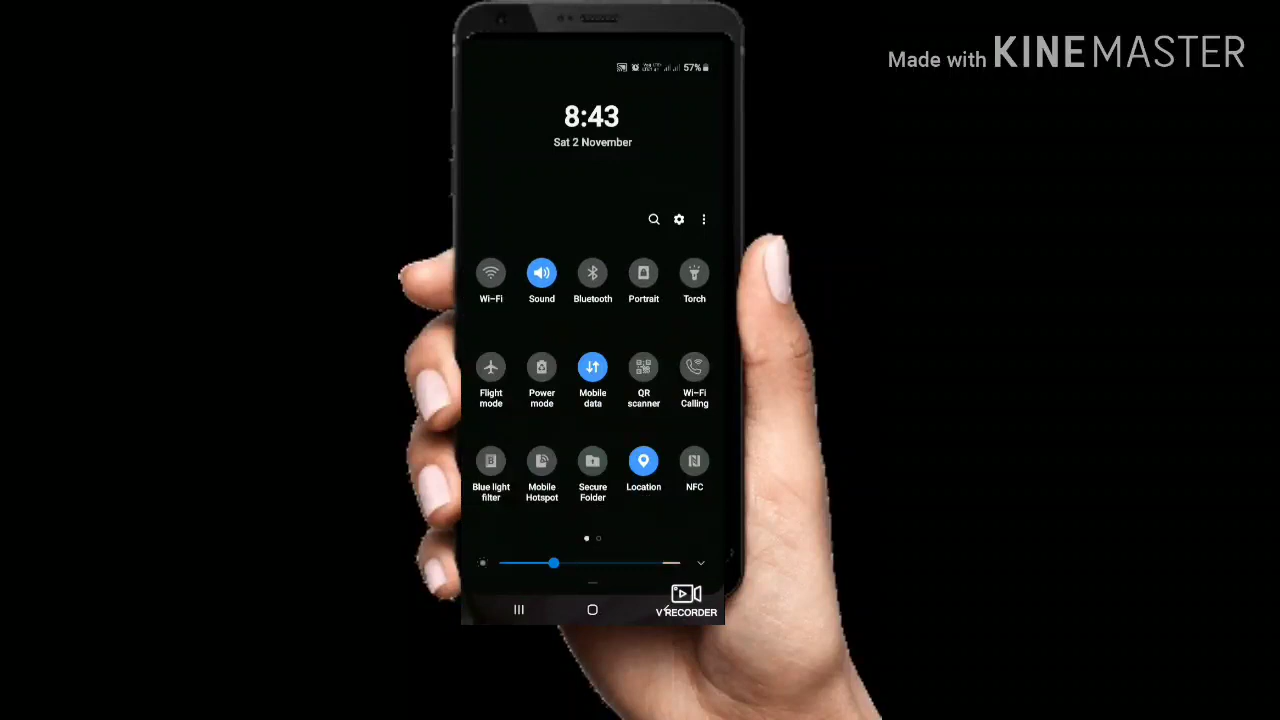 Made with KINEMASTER
57%
8:43
Sat 2 November
Wi-Fi
Sound
Bluetooth
Portrait
Torch
Flight
mode
Power
mode
Mobile
data
QR
scanner
Wi-Fi
Calling
Blue light
filter
Mobile
Hotspot
Secure
Folder
Location
NFC
V RECORDER